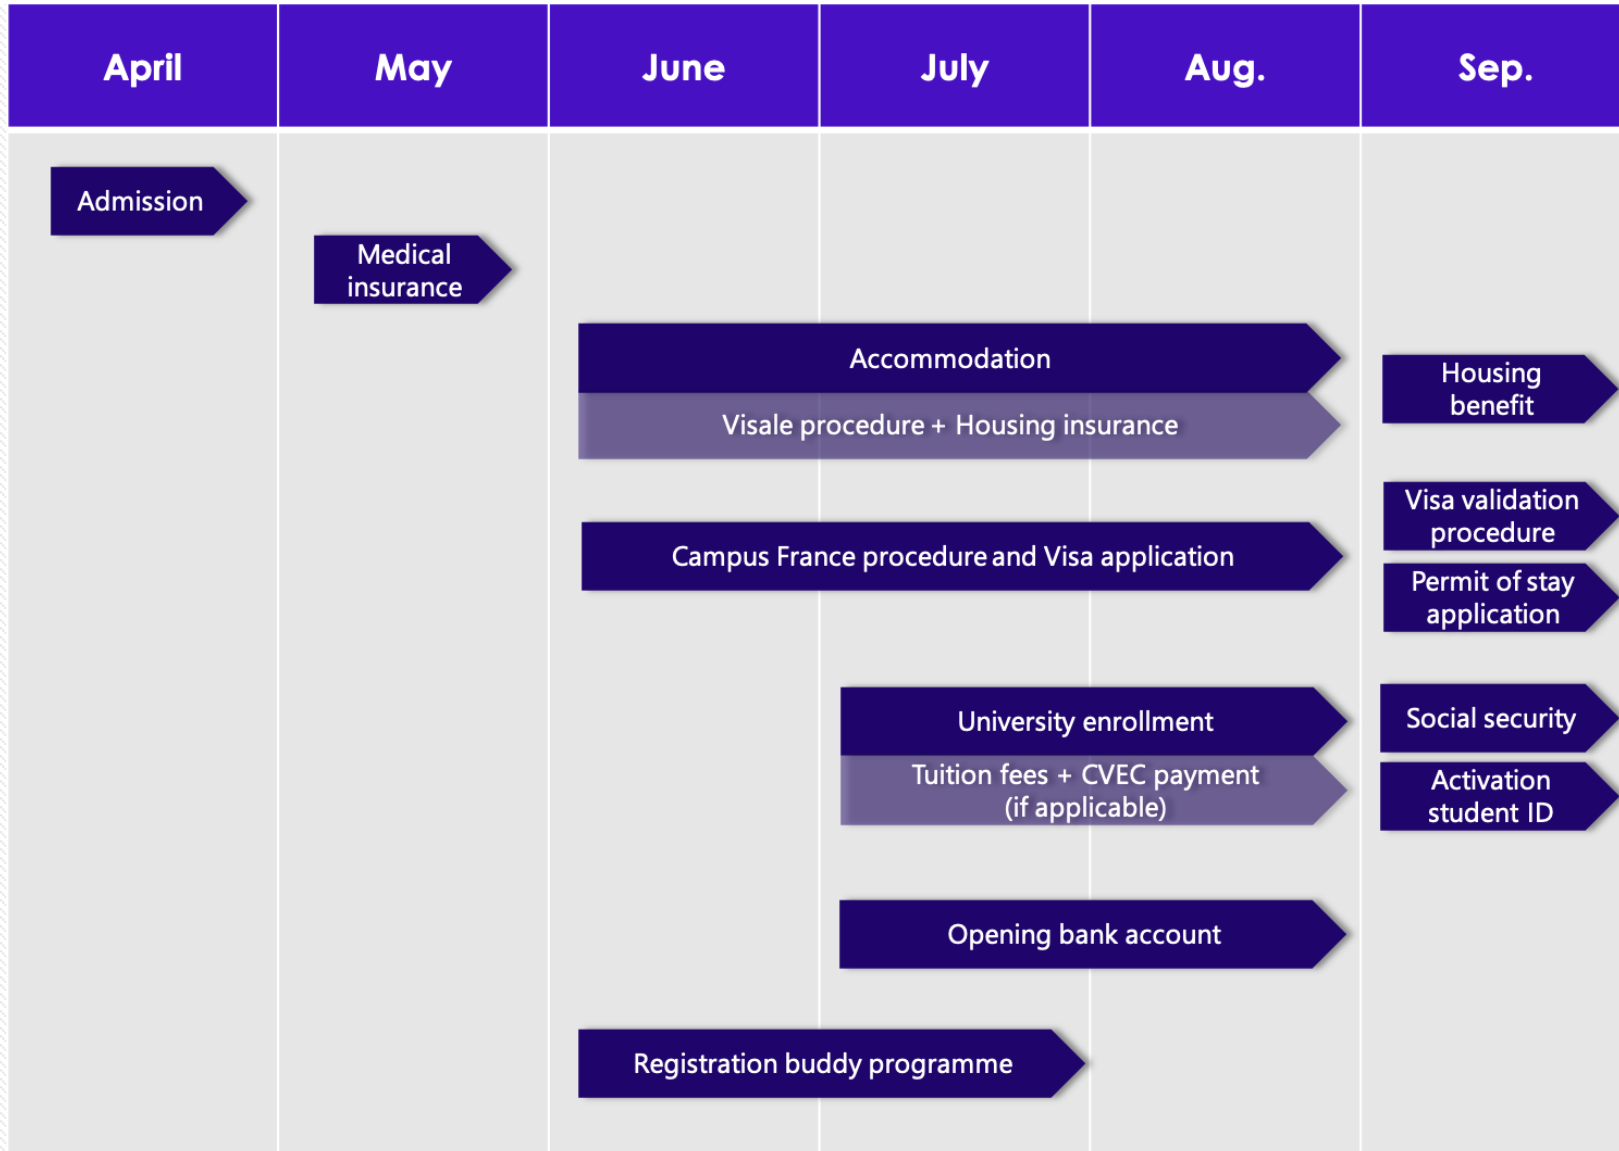 April
May
June
July
Aug.
Sep.
Admission
Medical
insurance
Accommodation
Visale procedure + Housing insurance
Housing
benefit
Campus France procedure and Visa application
Visa validation
procedure
Permit of stay
application
University enrollment
Tuition fees + CVEC payment
(if applicable)
Social security
Activation
student ID
Opening bank account
Registration buddy programme